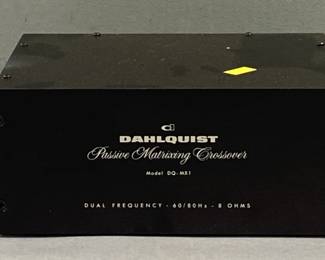 DAHLQUIST
Passive Matrixing Crossover
Model DQ-MX1
DUAL FREQUENCY - 60/80Hz - 8 OHMS